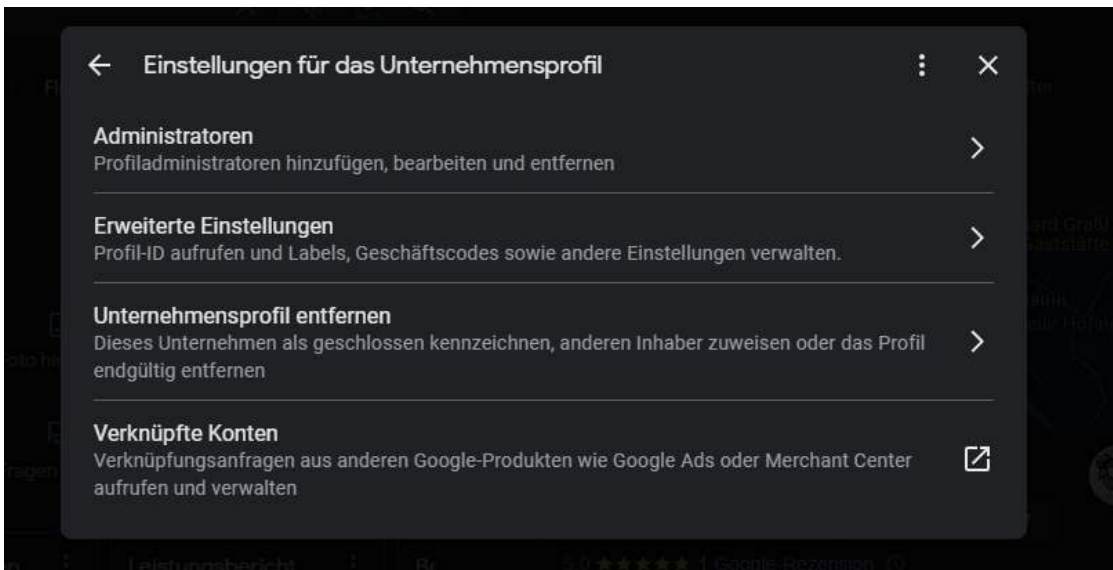 Einstellungen für das Unternehmensprofil
Administratoren
Profiladministratoren hinzufügen, bearbeiten und entfernen
Erweiterte Einstellungen
Profil-ID aufrufen und Labels, Geschäftscodes sowie andere Einstellungen verwalten.
Unternehmensprofil entfernen
Dieses Unternehmen als geschlossen kennzeichnen, anderen Inhaber zuweisen oder das Profil
endgültig entfernen
Verknüpfte Konten
Verknüpfungsanfragen aus anderen Google-Produkten wie Google Ads oder Merchant Center
aufrufen und verwalten
Leistungsbericht
5,0 ★★★★★ 1 Google-Rezension